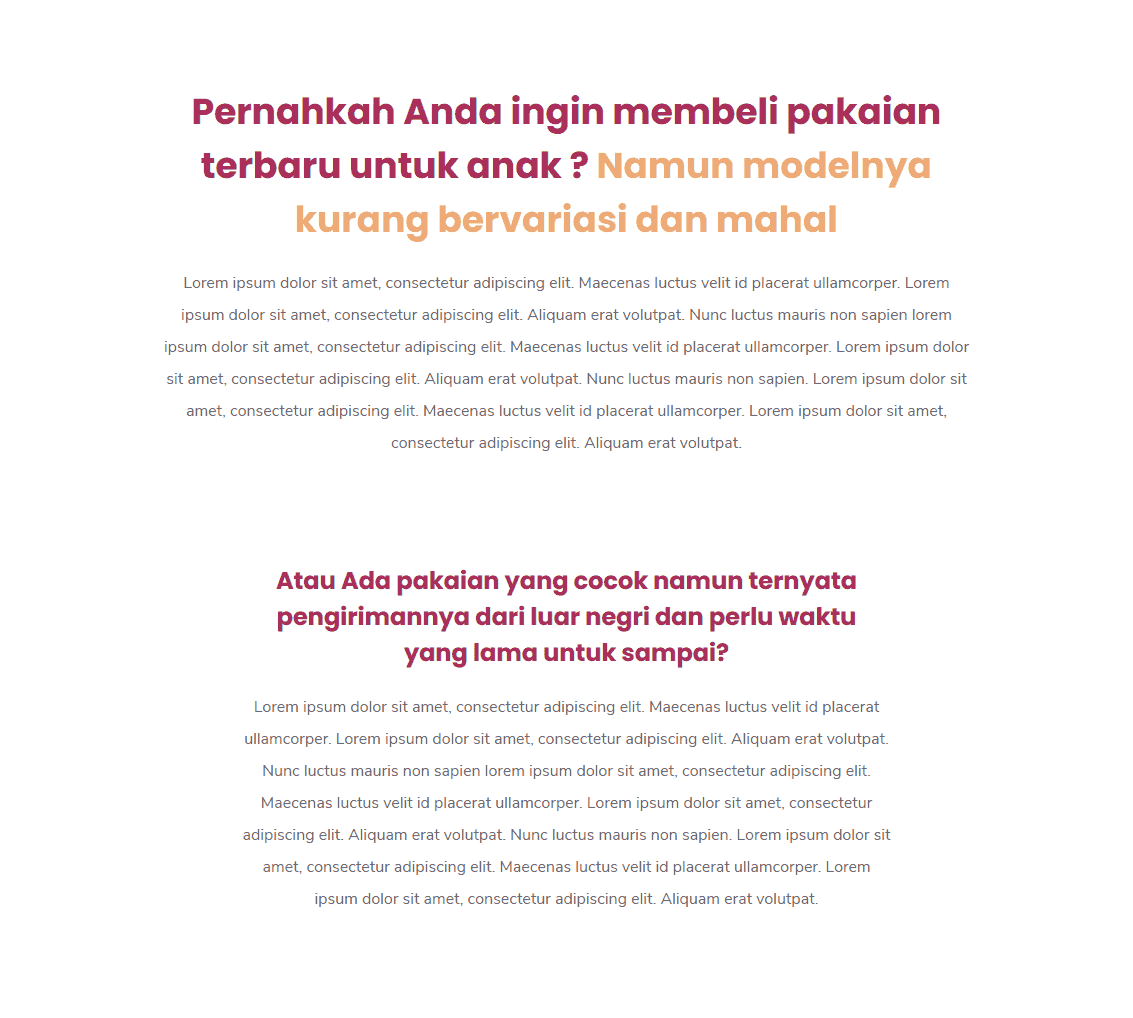 Pernahkah Anda ingin membeli pakaian
terbaru untuk anak ? Namun modelnya
kurang bervariasi dan mahal
Lorem ipsum dolor sit amet, consectetur adipiscing elit. Maecenas luctus velit id placerat ullamcorper. Lorem
ipsum dolor sit amet, consectetur adipiscing elit. Aliquam erat volutpat. Nunc luctus mauris non sapien lorem
ipsum dolor sit amet, consectetur adipiscing elit. Maecenas luctus velit id placerat ullamcorper. Lorem ipsum dolor
sit amet, consectetur adipiscing elit. Aliquam erat volutpat. Nunc luctus mauris non sapien. Lorem ipsum dolor sit
amet, consectetur adipiscing elit. Maecenas luctus velit id placerat ullamcorper. Lorem ipsum dolor sit amet,
consectetur adipiscing elit. Aliquam erat volutpat.
Atau Ada pakaian yang cocok namun ternyata
pengirimannya dari luar negri dan perlu waktu
yang lama untuk sampai?
Lorem ipsum dolor sit amet, consectetur adipiscing elit. Maecenas luctus velit id placerat
ullamcorper. Lorem ipsum dolor sit amet, consectetur adipiscing elit. Aliquam erat volutpat.
Nunc luctus mauris non sapien lorem ipsum dolor sit amet, consectetur adipiscing elit.
Maecenas luctus velit id placerat ullamcorper. Lorem ipsum dolor sit amet, consectetur
adipiscing elit. Aliquam erat volutpat. Nunc luctus mauris non sapien. Lorem ipsum dolor sit
amet, consectetur adipiscing elit. Maecenas luctus velit id placerat ullamcorper. Lorem
ipsum dolor sit amet, consectetur adipiscing elit. Aliquam erat volutpat.